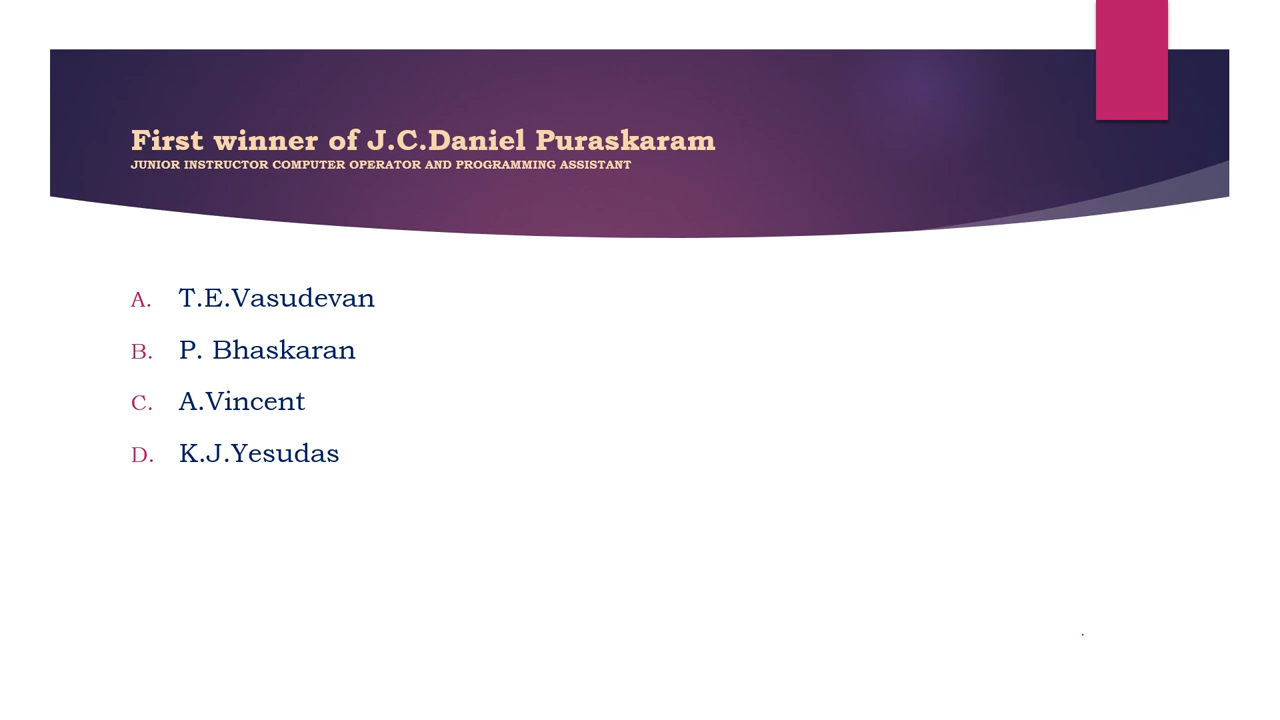 First winner of J.C.Daniel Puraskaram
JUNIOR INSTRUCTOR COMPUTER OPERATOR AND PROGRAMMING ASSISTANT
A. T.E.Vasudevan
B. P. Bhaskaran
C. A.Vincent
D. K.J.Yesudas
.